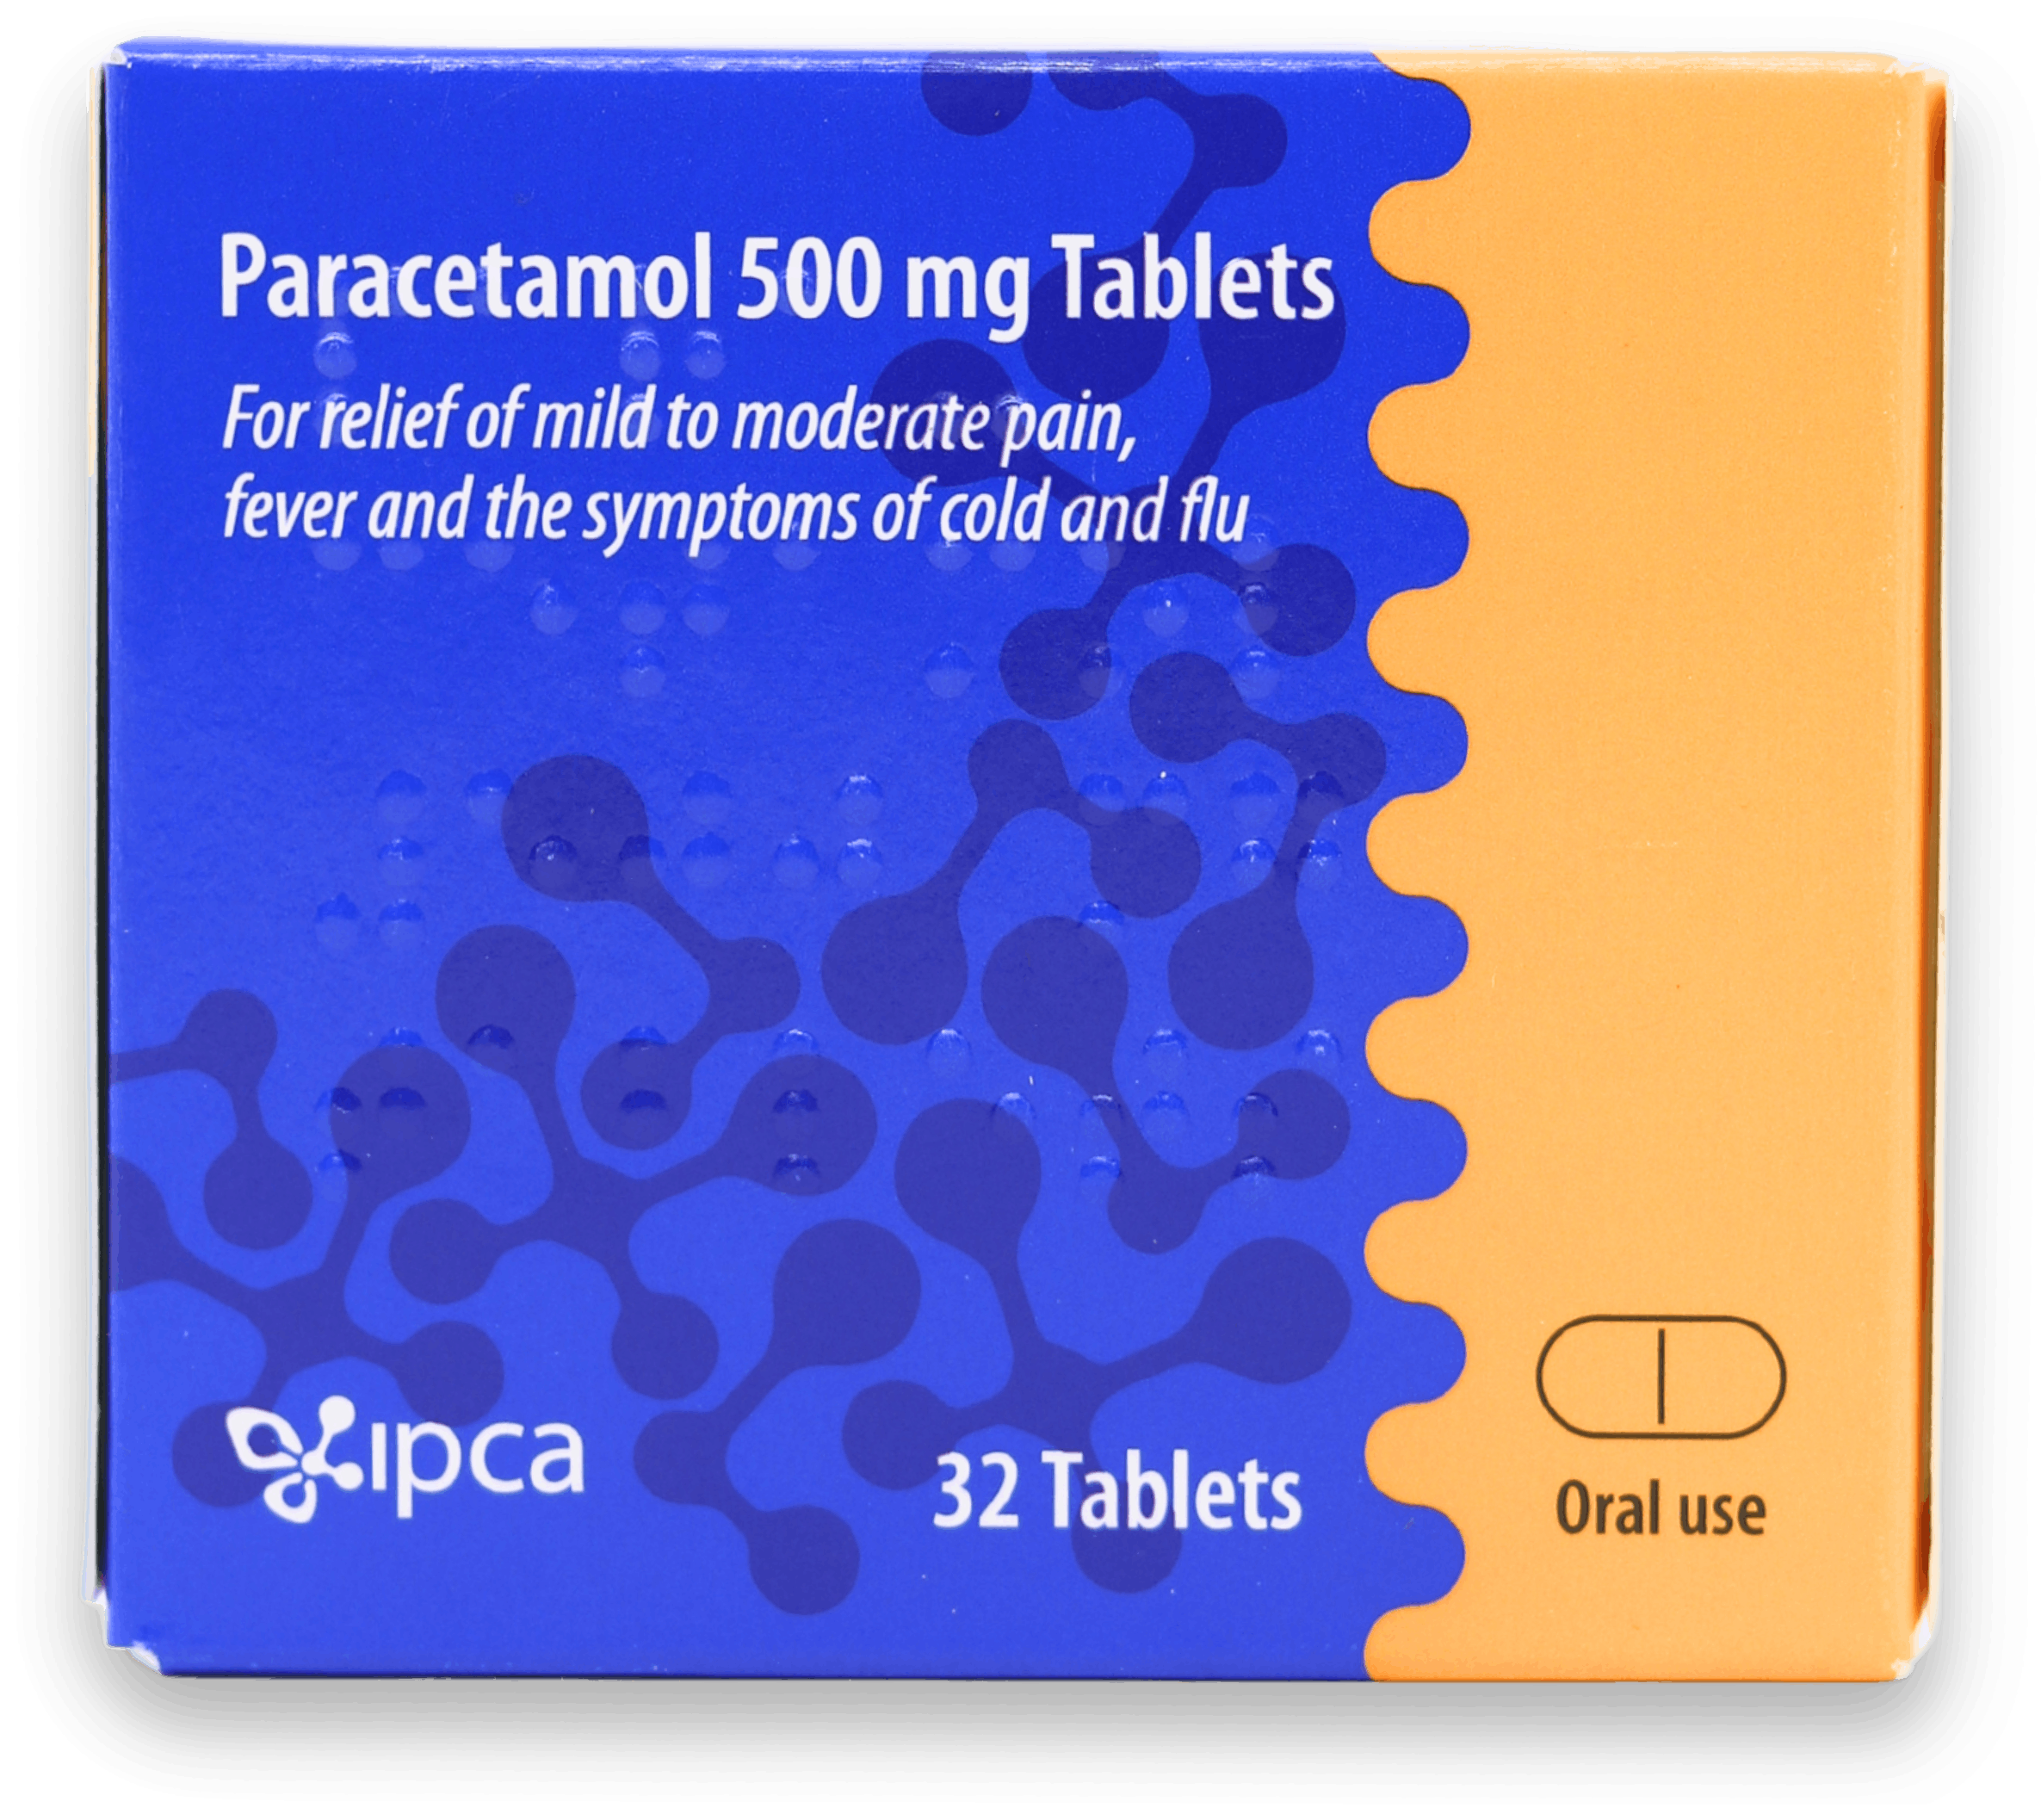 Paracetamol 500 mg Tablets
For relief of mild to moderate pain,
fever and the symptoms of cold and flu
ipca
32 Tablets
Oral use